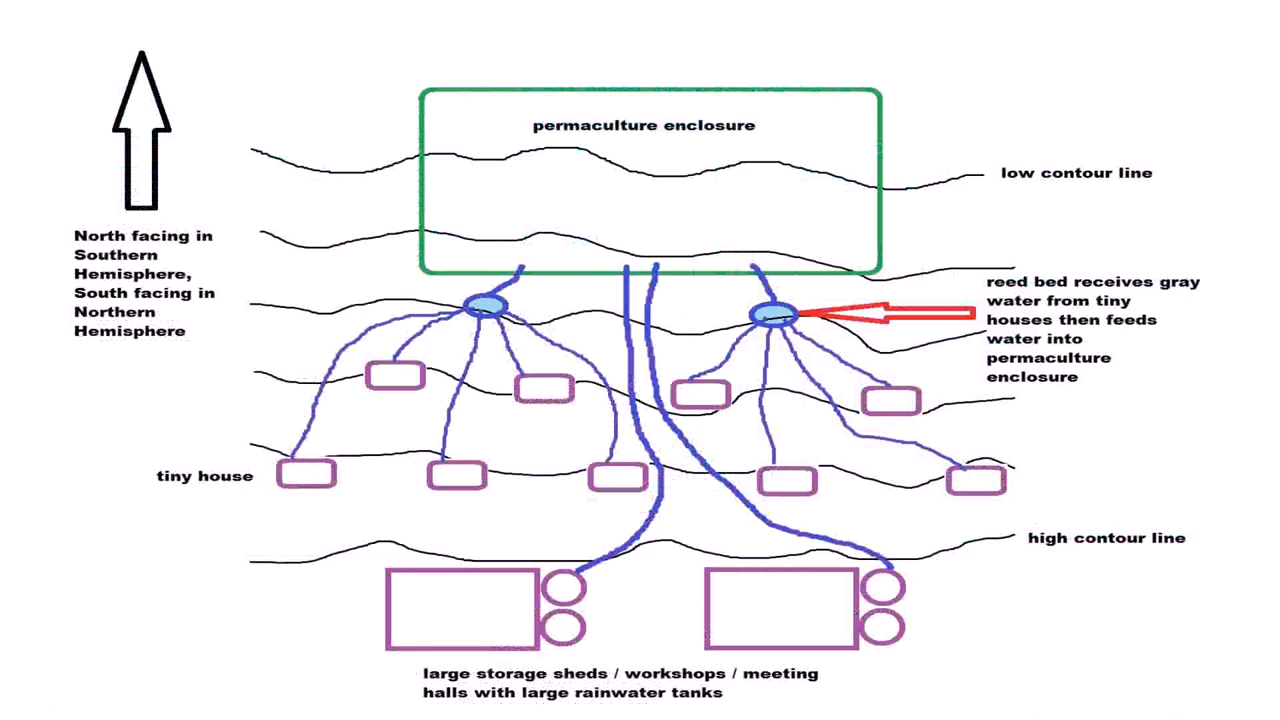 permaculture enclosure
low contour line
North facing in
Southern
Hemisphere,
South facing in
Northern
Hemisphere
reed bed receives gray
water from tiny
houses then feeds
water into
permaculture
enclosure
tiny house
high contour line
large storage sheds / workshops / meeting
halls with large rainwater tanks